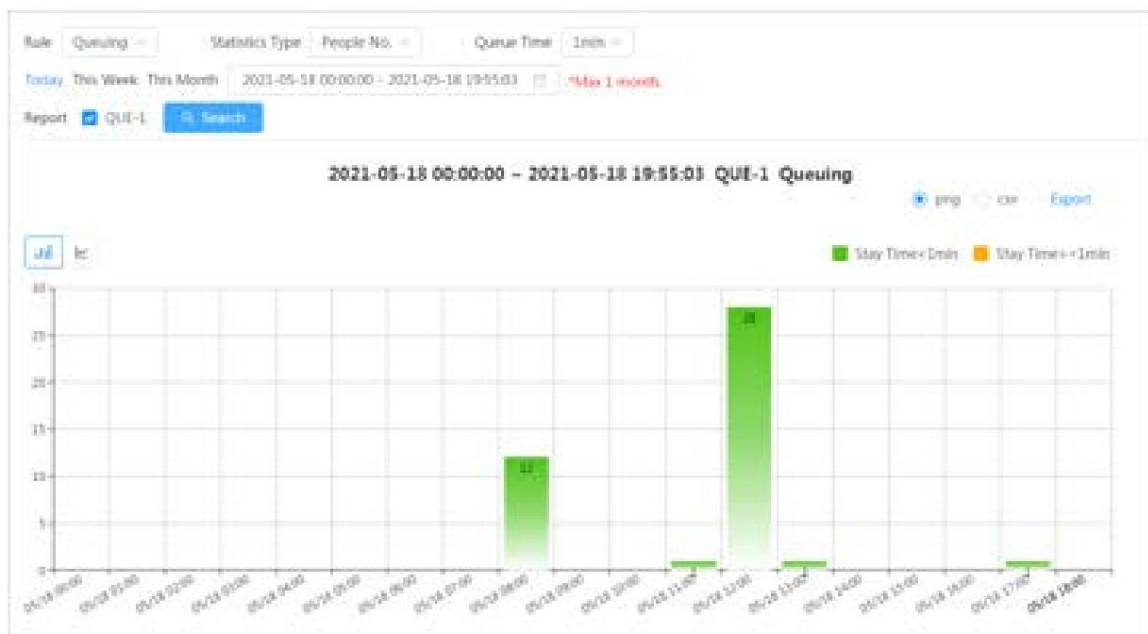 Rule Queuing Statistics Type People No. Queue Time 1min
Today This Week This Month 2021-05-18 00:00:00 ~ 2021-05-18 19:55:03 *Max 1 month.
Report QUE-1 Search
2021-05-18 00:00:00 ~ 2021-05-18 19:55:03 QUE-1 Queuing
png csv Export
Stay Time<1min Stay Time>=1min
30
25
20
15
10
5
0
28
12
05/18 00:00 05/18 01:00 05/18 02:00 05/18 03:00 05/18 04:00 05/18 05:00 05/18 06:00 05/18 07:00 05/18 08:00 05/18 09:00 05/18 10:00 05/18 11:00 05/18 12:00 05/18 13:00 05/18 14:00 05/18 15:00 05/18 16:00 05/18 17:00 05/18 18:00